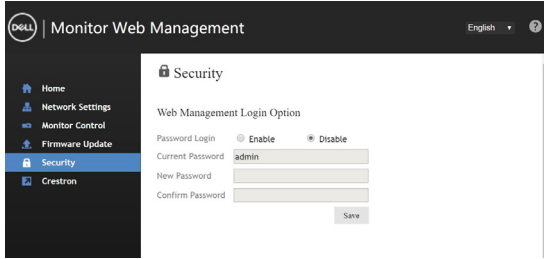 DELL | Monitor Web Management
English
?
Home
Network Settings
Monitor Control
Firmware Update
Security
Crestron
Security
Web Management Login Option
Password Login Enable Disable
Current Password admin
New Password
Confirm Password
Save